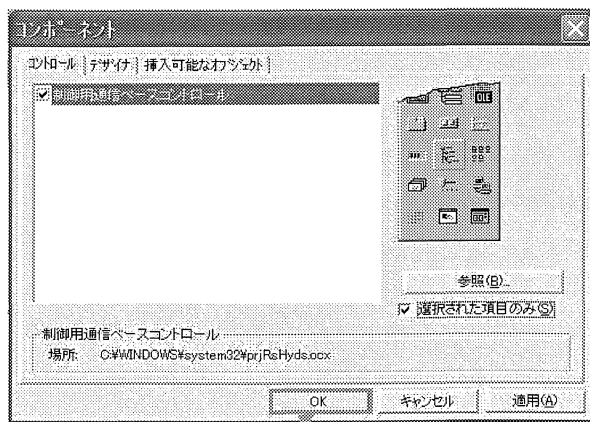 コンポーネント
コントロール デザイナ 挿入可能なオブジェクト
制御用通信ベースコントロール
OLE
参照(B)...
選択された項目のみ(S)
制御用通信ベースコントロール
場所: C:¥WINDOWS¥system32¥prjRsHyds.ocx
OK キャンセル 適用(A)